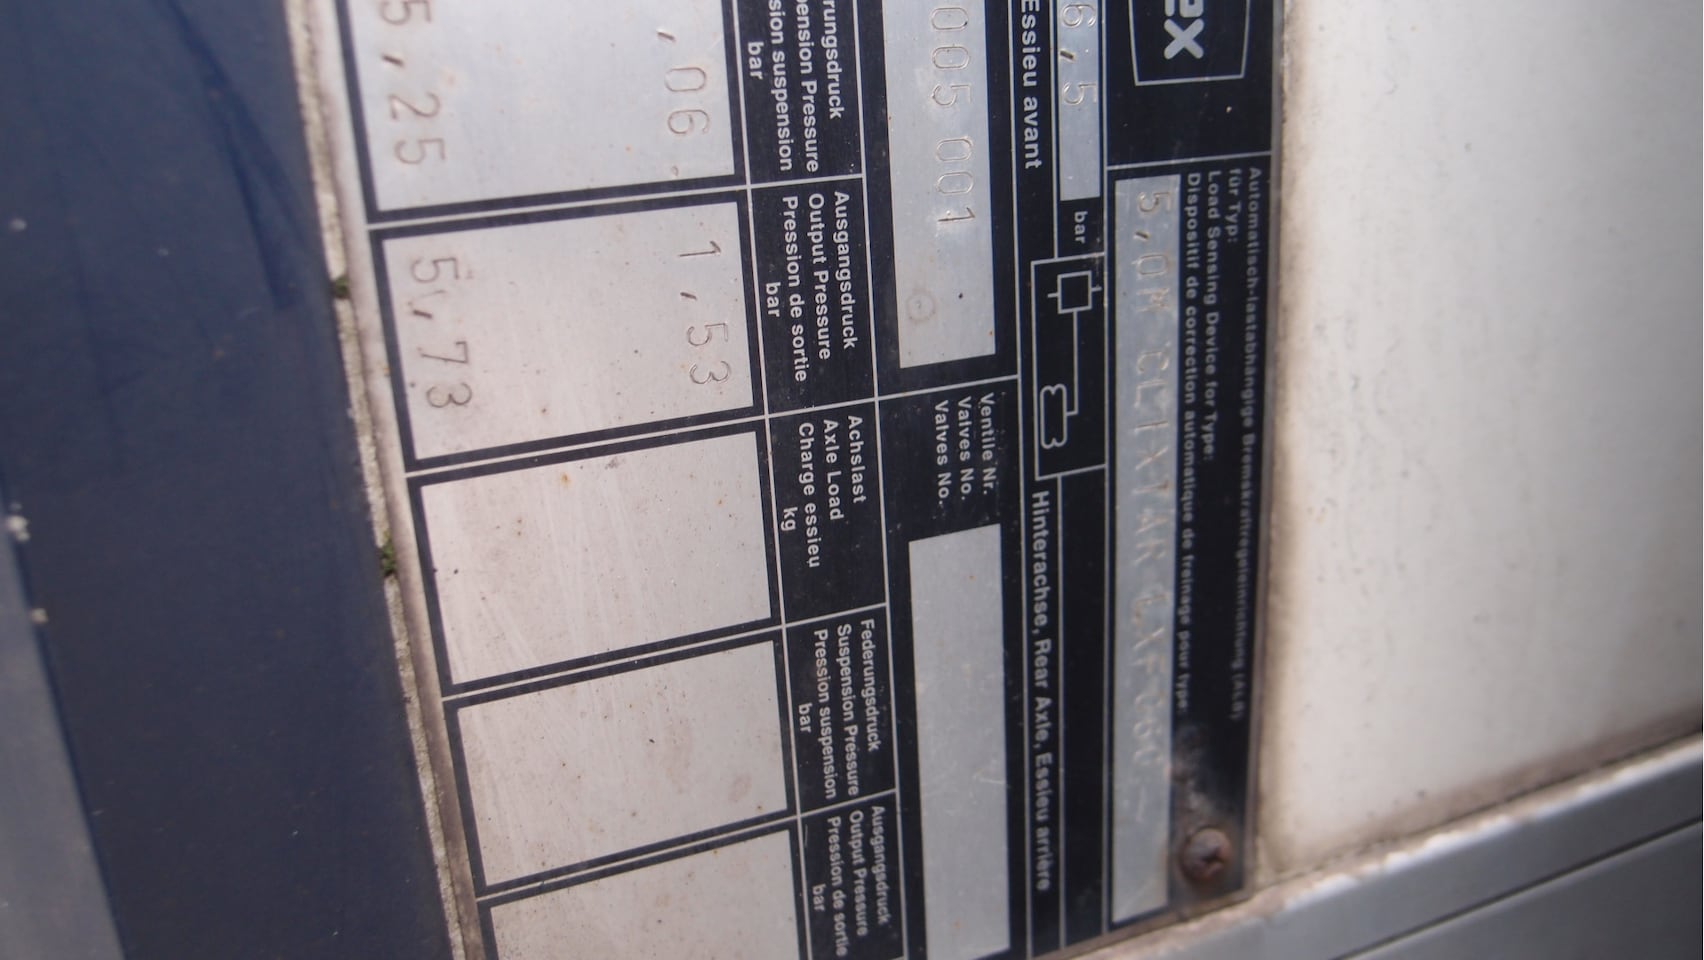 ex
Automatisch-lastabhängige Bremskraftregeleinrichtung (ALB)
für Typ:
Load Sensing Device for Type:
Dispositif de correction automatique de freinage pour type:
6,5 bar
Essieu avant
Hinterachse, Rear Axle, Essieu arrière
005 001
Ventile Nr.
Valves No.
Valves No.
rungsdruck
ension Pressure
sion suspension
bar
Ausgangsdruck
Output Pressure
Pression de sortie
bar
Achslast
Axle Load
Charge essieu
kg
Federungsdruck
Suspension Pressure
Pression suspension
bar
Ausgangsdruck
Output Pressure
Pression de sortie
bar
,06 1,53
5,25 5,73